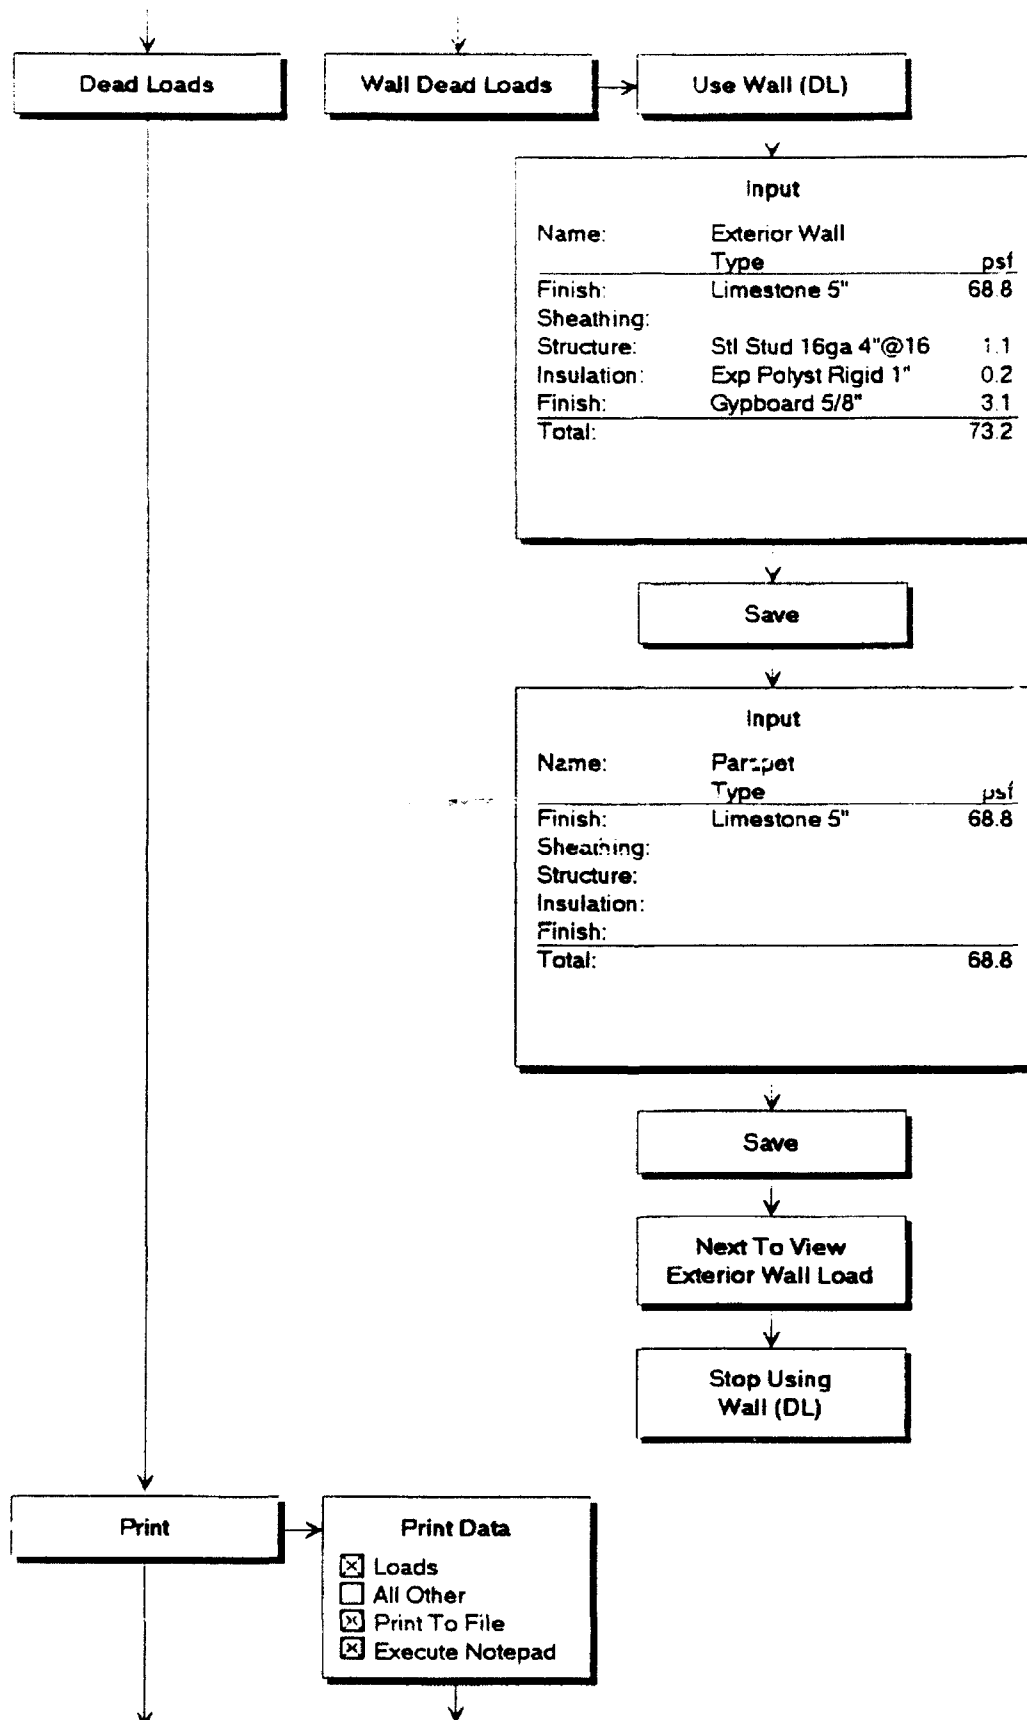 Dead Loads
Wall Dead Loads
Use Wall (DL)
Input
Name: Exterior Wall
Type psf
Finish: Limestone 5" 68.8
Sheathing:
Structure: Stl Stud 16ga 4"@16 1.1
Insulation: Exp Polyst Rigid 1" 0.2
Finish: Gypboard 5/8" 3.1
Total: 73.2
Save
Input
Name: Parapet
Type psf
Finish: Limestone 5" 68.8
Sheathing:
Structure:
Insulation:
Finish:
Total: 68.8
Save
Next To View
Exterior Wall Load
Stop Using
Wall (DL)
Print
Print Data
Loads
All Other
Print To File
Execute Notepad